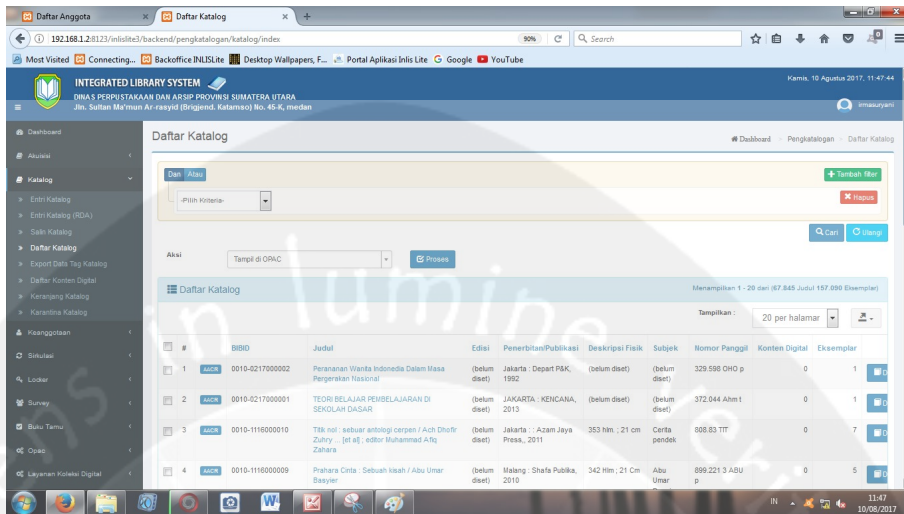 Daftar Anggota
Daftar Katalog
192.168.1.2:8123/inlislite3/backend/pengkatalogan/katalog/index
90%
Search
Most Visited Connecting... Backoffice INLISLite Desktop Wallpapers, F... Portal Aplikasi Inlis Lite Google YouTube
INTEGRATED LIBRARY SYSTEM
DINAS PERPUSTAKAAN DAN ARSIP PROVINSI SUMATERA UTARA
Jln. Sultan Ma'mun Ar-rasyid (Brigjend. Katamso) No. 45-K, medan
Kamis, 10 Agustus 2017, 11:47:44
irmasuryani
Dashboard
Akuisisi
Katalog
Entri Katalog
Entri Katalog (RDA)
Salin Katalog
Daftar Katalog
Export Data Tag Katalog
Daftar Konten Digital
Keranjang Katalog
Karantina Katalog
Keanggotaan
Sirkulasi
Locker
Survey
Buku Tamu
Opac
Layanan Koleksi Digital
Daftar Katalog
Dashboard Pengkatalogan Daftar Katalog
Dan Atau
Tambah filter
-Pilih Kriteria-
Hapus
Cari Ulangi
Aksi Tampil di OPAC Proses
Daftar Katalog
Menampilkan 1 - 20 dari (67.845 Judul 157.090 Eksemplar)
Tampilkan : 20 per halamar
# BIBID Judul Edisi Penerbitan/Publikasi Deskripsi Fisik Subjek Nomor Panggil Konten Digital Eksemplar
1 AACR 0010-0217000002 Perananan Wanita Indonedia Dalam Masa Pergerakan Nasional (belum diset) Jakarta : Depart P&K, 1992 (belum diset) (belum diset) 329.598 OHO p 0 1
2 AACR 0010-0217000001 TEORI BELAJAR PEMBELAJARAN DI SEKOLAH DASAR (belum diset) JAKARTA : KENCANA, 2013 (belum diset) (belum diset) 372.044 Ahm t 0 1
3 AACR 0010-1116000010 Titik nol : sebuar antologi cerpen / Ach Dhofir Zuhry ... [et al] ; editor Muhammad Afiq Zahara (belum diset) Jakarta : : Azam Jaya Press,, 2011 353 hlm. ; 21 cm Cerita pendek 808.83 TIT 0 7
4 AACR 0010-1116000009 Prahara Cinta : Sebuah kisah / Abu Umar Basyier (belum diset) Malang : Shafa Publika, 2010 342 Hlm ; 21 Cm Abu Umar 899.221 3 ABU p 0 5
lumine
IN
11:47
10/08/2017